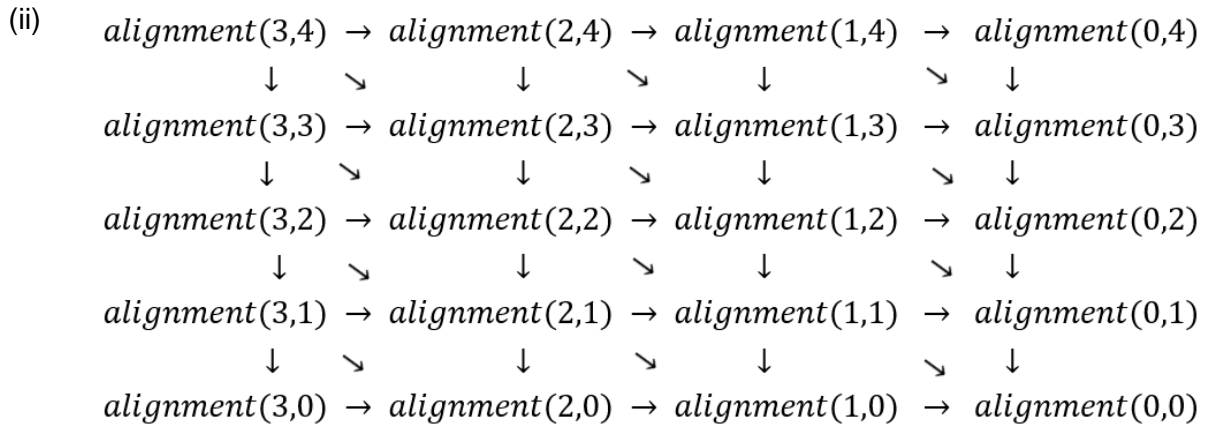 (ii) alignment(3,4) → alignment(2,4) → alignment(1,4) → alignment(0,4)
↓ ↘ ↓ ↘ ↓ ↘ ↓
alignment(3,3) → alignment(2,3) → alignment(1,3) → alignment(0,3)
↓ ↘ ↓ ↘ ↓ ↘ ↓
alignment(3,2) → alignment(2,2) → alignment(1,2) → alignment(0,2)
↓ ↘ ↓ ↘ ↓ ↘ ↓
alignment(3,1) → alignment(2,1) → alignment(1,1) → alignment(0,1)
↓ ↘ ↓ ↘ ↓ ↘ ↓
alignment(3,0) → alignment(2,0) → alignment(1,0) → alignment(0,0)